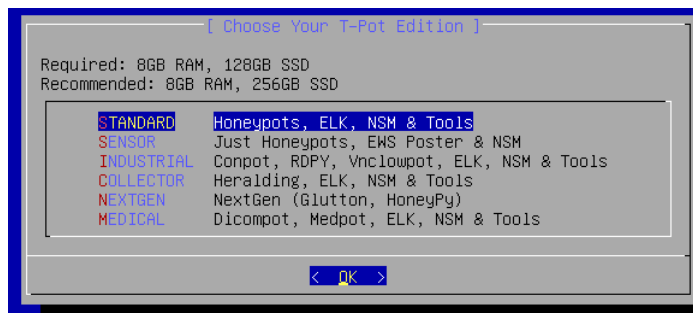 [ Choose Your T-Pot Edition ]
Required: 8GB RAM, 128GB SSD
Recommended: 8GB RAM, 256GB SSD
STANDARD Honeypots, ELK, NSM & Tools
SENSOR Just Honeypots, EWS Poster & NSM
INDUSTRIAL Conpot, RDPY, Vnclowpot, ELK, NSM & Tools
COLLECTOR Heralding, ELK, NSM & Tools
NEXTGEN NextGen (Glutton, HoneyPy)
MEDICAL Dicompot, Medpot, ELK, NSM & Tools
< OK >